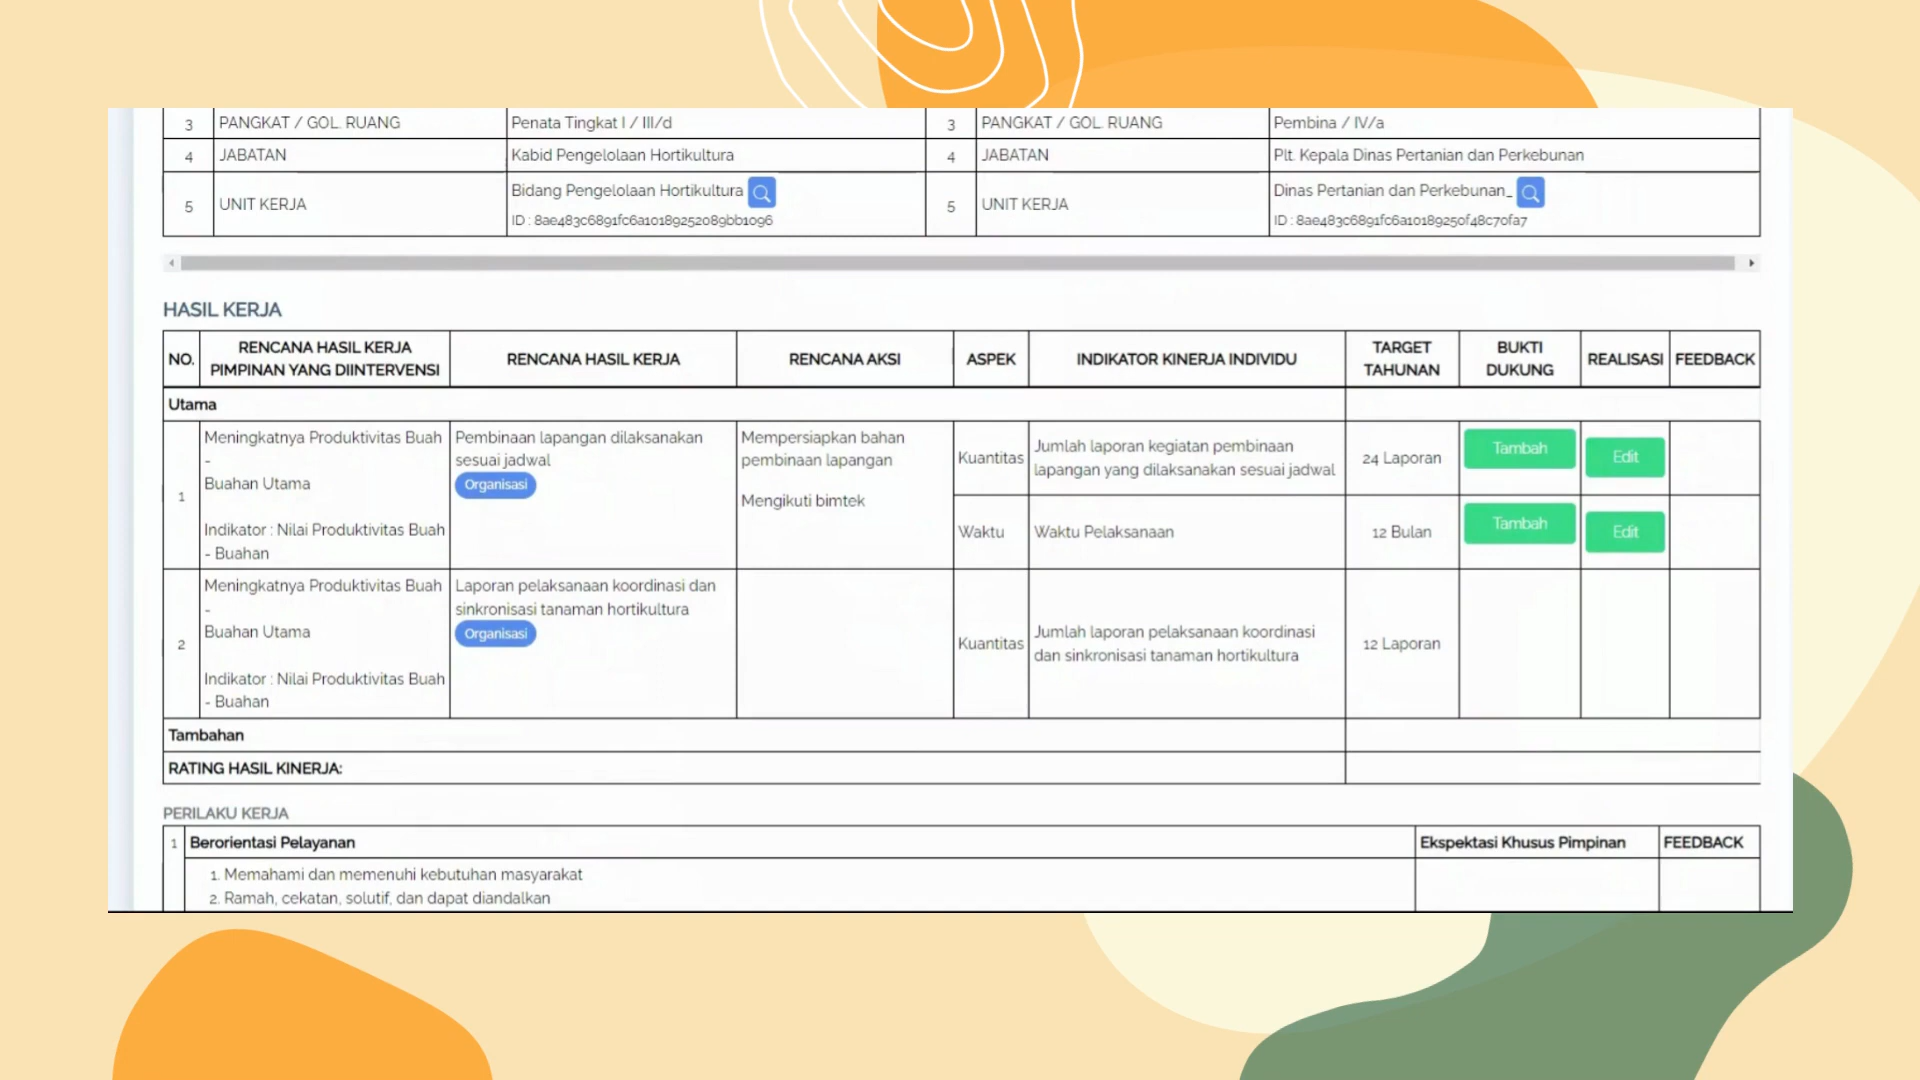 3 PANGKAT / GOL. RUANG Penata Tingkat I / III/d 3 PANGKAT / GOL. RUANG Pembina / IV/a
4 JABATAN Kabid Pengelolaan Hortikultura 4 JABATAN Plt. Kepala Dinas Pertanian dan Perkebunan
5 UNIT KERJA Bidang Pengelolaan Hortikultura 5 UNIT KERJA Dinas Pertanian dan Perkebunan_
ID : 8ae483c6891fc6a10189252089bb1096 ID : 8ae483c6891fc6a10189250f48c70fa7
HASIL KERJA
NO. RENCANA HASIL KERJA PIMPINAN YANG DIINTERVENSI RENCANA HASIL KERJA RENCANA AKSI ASPEK INDIKATOR KINERJA INDIVIDU TARGET TAHUNAN BUKTI DUKUNG REALISASI FEEDBACK
Utama
1
Meningkatnya Produktivitas Buah
-
Buahan Utama
Indikator : Nilai Produktivitas Buah
- Buahan
Pembinaan lapangan dilaksanakan
sesuai jadwal
Organisasi
Mempersiapkan bahan
pembinaan lapangan
Mengikuti bimtek
Kuantitas
Jumlah laporan kegiatan pembinaan
lapangan yang dilaksanakan sesuai jadwal
24 Laporan
Tambah
Edit
Waktu
Waktu Pelaksanaan
12 Bulan
Tambah
Edit
2
Meningkatnya Produktivitas Buah
-
Buahan Utama
Indikator : Nilai Produktivitas Buah
- Buahan
Laporan pelaksanaan koordinasi dan
sinkronisasi tanaman hortikultura
Organisasi
Kuantitas
Jumlah laporan pelaksanaan koordinasi
dan sinkronisasi tanaman hortikultura
12 Laporan
Tambahan
RATING HASIL KINERJA:
PERILAKU KERJA
1 Berorientasi Pelayanan Ekspektasi Khusus Pimpinan FEEDBACK
1. Memahami dan memenuhi kebutuhan masyarakat
2. Ramah, cekatan, solutif, dan dapat diandalkan